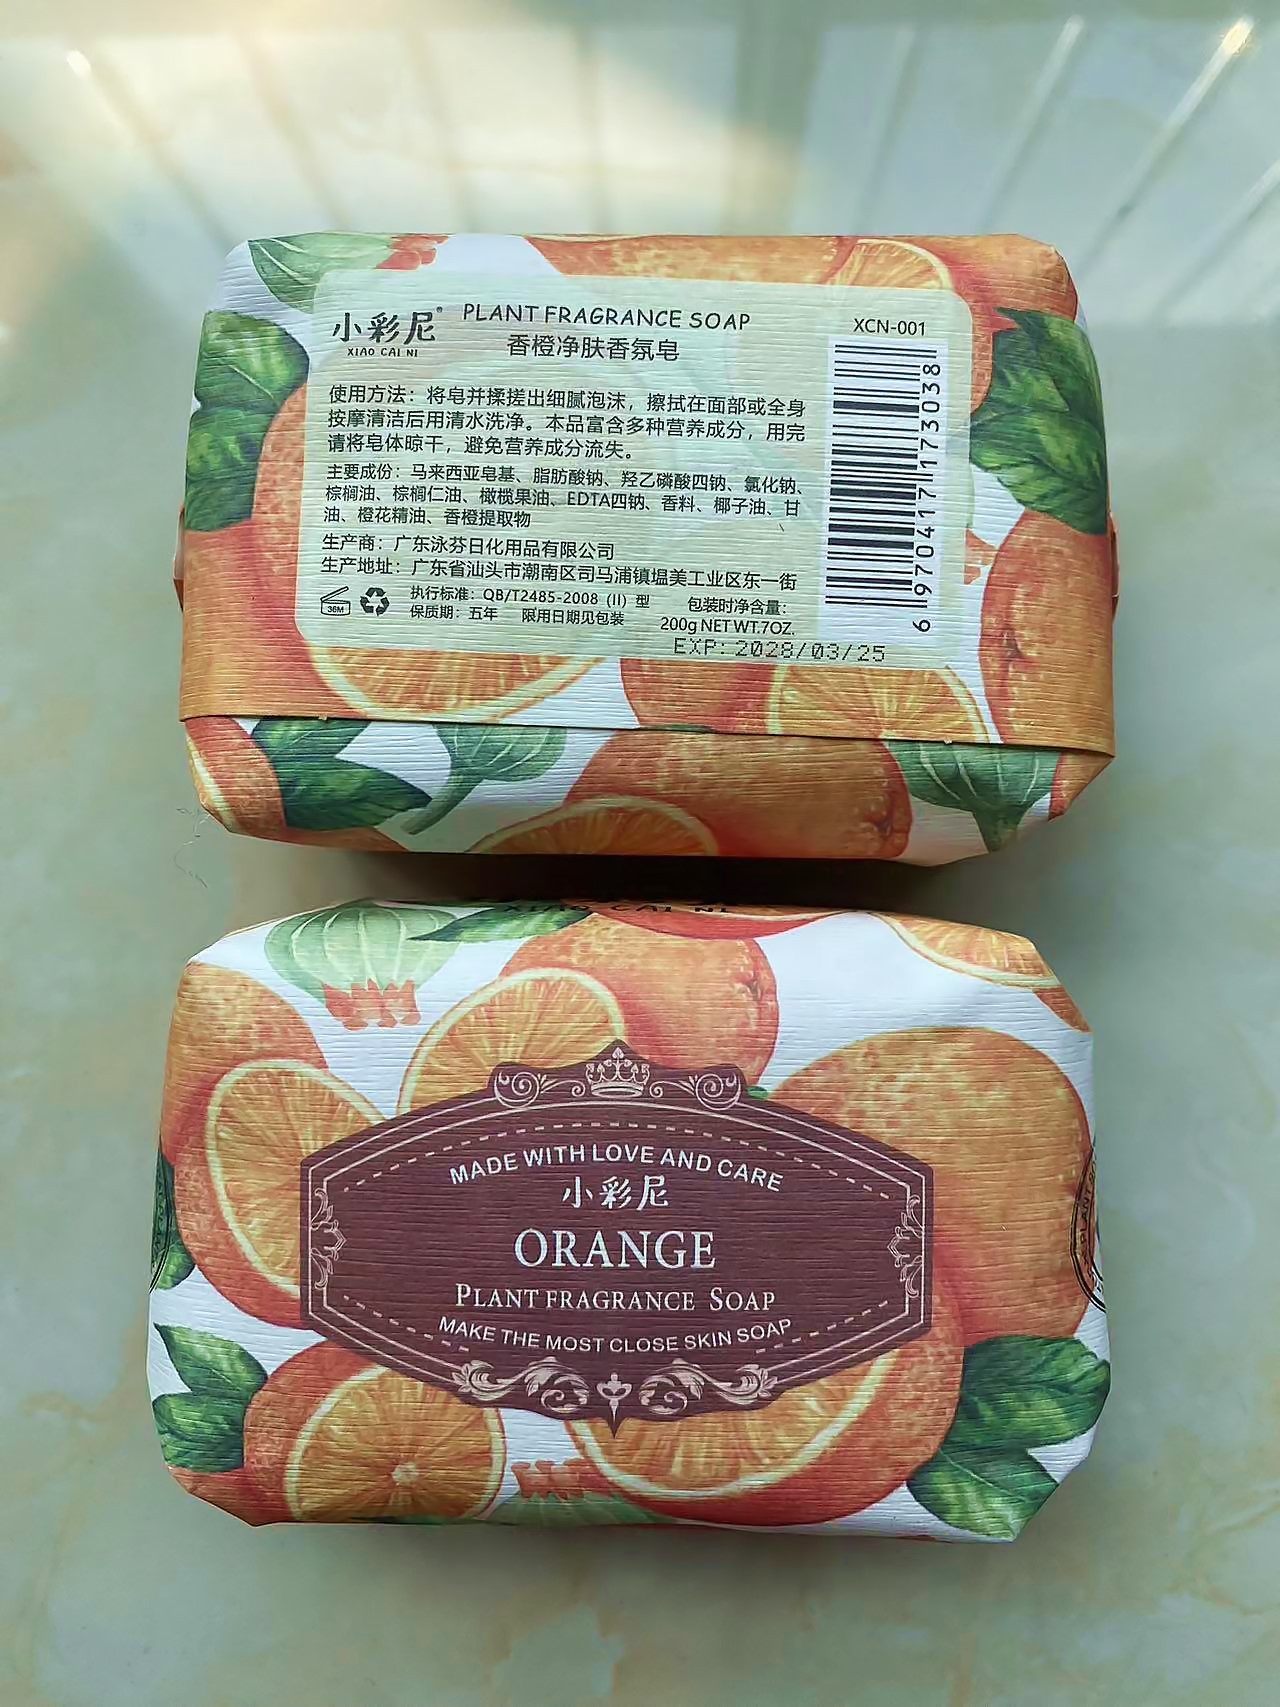 小彩尼®
XIAO CAI NI
PLANT FRAGRANCE SOAP
香橙净肤香氛皂
XCN-001
使用方法：将皂并揉搓出细腻泡沫，擦拭在面部或全身
按摩清洁后用清水洗净。本品富含多种营养成分，用完
请将皂体晾干，避免营养成分流失。
主要成份：马来西亚皂基、脂肪酸钠、羟乙磷酸四钠、氯化钠、
棕榈油、棕榈仁油、橄榄果油、EDTA四钠、香料、椰子油、甘
油、橙花精油、香橙提取物
生产商：广东泳芬日化用品有限公司
生产地址：广东省汕头市潮南区司马浦镇塭美工业区东一街
36M
执行标准：QB/T2485-2008（II）型
保质期：五年 限用日期见包装
包装时净含量：
200g NET WT.7OZ.
EXP: 2028/03/25
6 970417 173038
XIAO CAI NI
MADE WITH LOVE AND CARE
小彩尼
ORANGE
PLANT FRAGRANCE SOAP
MAKE THE MOST CLOSE SKIN SOAP